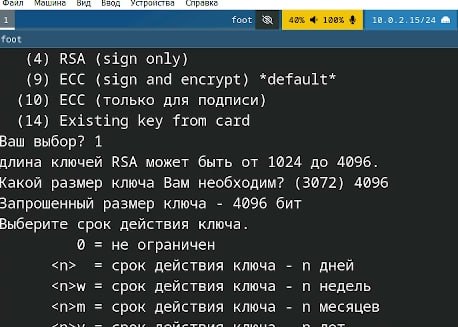 Файл Машина Вид Ввод Устройства Справка
1 foot 40% 100% 10.0.2.15/24
foot
(4) RSA (sign only)
(9) ECC (sign and encrypt) *default*
(10) ECC (только для подписи)
(14) Existing key from card
Ваш выбор? 1
длина ключей RSA может быть от 1024 до 4096.
Какой размер ключа Вам необходим? (3072) 4096
Запрошенный размер ключа - 4096 бит
Выберите срок действия ключа.
0 = не ограничен
<n> = срок действия ключа - n дней
<n>w = срок действия ключа - n недель
<n>m = срок действия ключа - n месяцев
<n>y = срок действия ключа - n лет